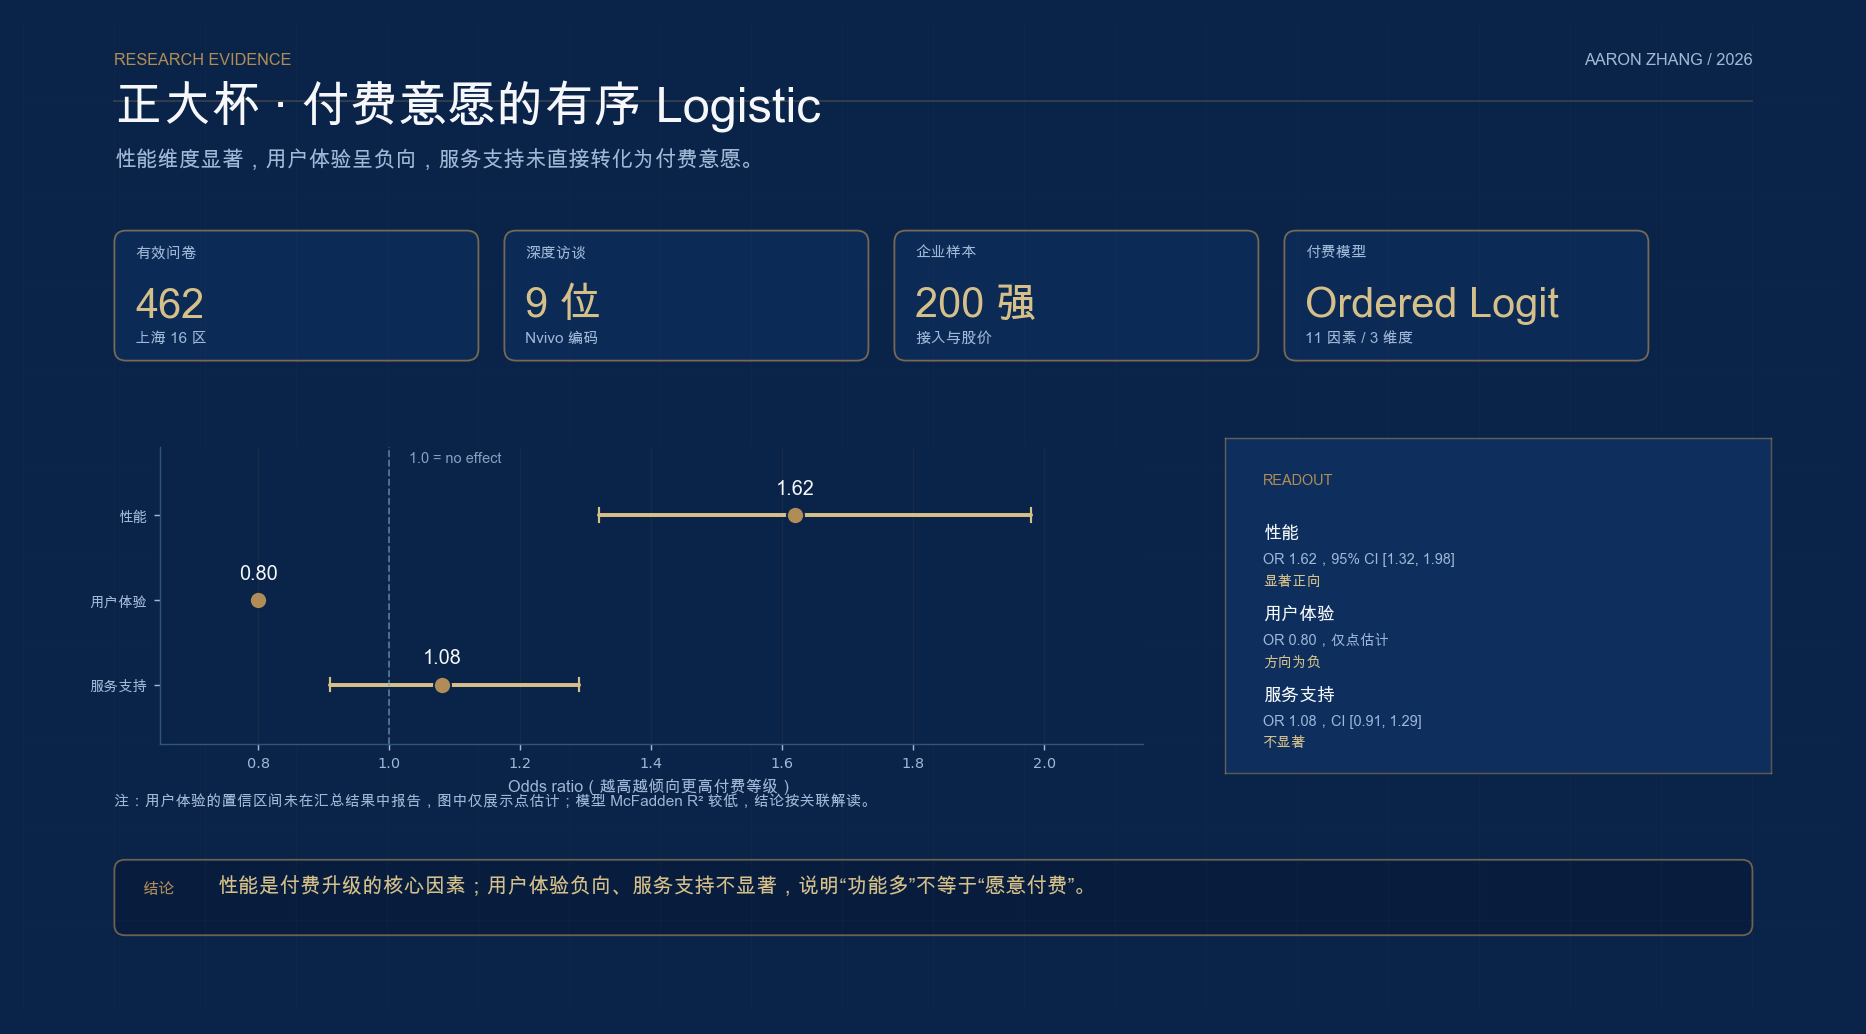 RESEARCH EVIDENCE
AARON ZHANG / 2026
正大杯 · 付费意愿的有序 Logistic
性能维度显著，用户体验呈负向，服务支持未直接转化为付费意愿。
有效问卷
462
上海 16 区
深度访谈
9 位
Nvivo 编码
企业样本
200 强
接入与股价
付费模型
Ordered Logit
11 因素 / 3 维度
1.0 = no effect
性能
1.62
用户体验
0.80
服务支持
1.08
0.8 1.0 1.2 1.4 1.6 1.8 2.0
Odds ratio（越高越倾向更高付费等级）
注：用户体验的置信区间未在汇总结果中报告，图中仅展示点估计；模型 McFadden R² 较低，结论按关联解读。
READOUT
性能
OR 1.62，95% CI [1.32, 1.98]
显著正向
用户体验
OR 0.80，仅点估计
方向为负
服务支持
OR 1.08，CI [0.91, 1.29]
不显著
结论
性能是付费升级的核心因素；用户体验负向、服务支持不显著，说明“功能多”不等于“愿意付费”。